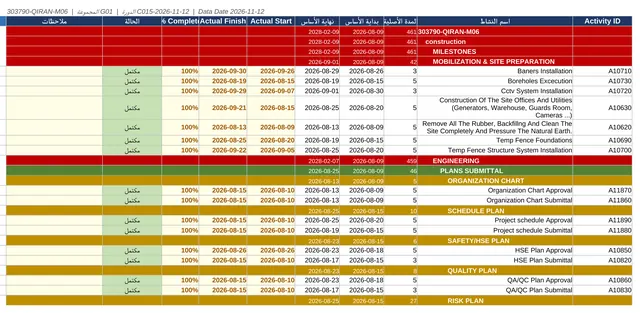 303790-QIRAN-M06 | المجموعة: G01 | الدورة: C015-2026-11-12 | Data Date 2026-11-12
ملاحظات الحالة % Complete Actual Finish Actual Start نهاية الأساس بداية الأساس المدة الأصلية اسم النشاط Activity ID
2028-02-09 2026-08-09 461 303790-QIRAN-M06
2028-02-09 2026-08-09 461 construction
2028-02-09 2026-08-09 461 MILESTONES
2026-09-01 2026-08-09 42 MOBILIZATION & SITE PREPARATION
مكتمل 100% 2026-09-30 2026-09-26 2026-08-29 2026-08-26 3 Baners Installation A10710
مكتمل 100% 2026-08-19 2026-08-15 2026-08-19 2026-08-15 5 Boreholes Excecution A10730
مكتمل 100% 2026-09-29 2026-09-07 2026-09-01 2026-08-30 3 Cctv System Installation A10720
مكتمل 100% 2026-09-21 2026-08-15 2026-08-25 2026-08-20 5 Construction Of The Site Offices And Utilities
(Generators, Warehouse, Guards Room,
Cameras ...) A10630
مكتمل 100% 2026-08-13 2026-08-09 2026-08-13 2026-08-09 5 Remove All The Rubber, Backfillng And Clean The
Site Completely And Pressure The Natural Earth. A10620
مكتمل 100% 2026-08-25 2026-08-20 2026-08-19 2026-08-15 5 Temp Fence Foundations A10690
مكتمل 100% 2026-09-22 2026-09-05 2026-08-25 2026-08-20 5 Temp Fence Structure System Installation A10700
2028-02-07 2026-08-09 459 ENGINEERING
2026-08-25 2026-08-09 46 PLANS SUBMITTAL
2026-08-13 2026-08-09 5 ORGANIZATION CHART
مكتمل 100% 2026-08-15 2026-08-10 2026-08-13 2026-08-09 5 Organization Chart Approval A11870
مكتمل 100% 2026-08-15 2026-08-10 2026-08-13 2026-08-09 5 Organization Chart Submittal A11860
2026-08-25 2026-08-15 10 SCHEDULE PLAN
مكتمل 100% 2026-08-15 2026-08-10 2026-08-25 2026-08-20 5 Project schedule Approval A11890
مكتمل 100% 2026-08-15 2026-08-10 2026-08-19 2026-08-15 5 Project schedule Submittal A11880
2026-08-23 2026-08-15 6 SAFETY/HSE PLAN
مكتمل 100% 2026-08-26 2026-08-26 2026-08-23 2026-08-18 5 HSE Plan Approval A10850
مكتمل 100% 2026-08-15 2026-08-10 2026-08-17 2026-08-15 3 HSE Plan Submittal A10820
2026-08-23 2026-08-15 8 QUALITY PLAN
مكتمل 100% 2026-08-15 2026-08-10 2026-08-23 2026-08-18 5 QA/QC Plan Approval A10860
مكتمل 100% 2026-08-15 2026-08-10 2026-08-17 2026-08-15 3 QA/QC Plan Submittal A10830
2026-08-25 2026-08-15 27 RISK PLAN